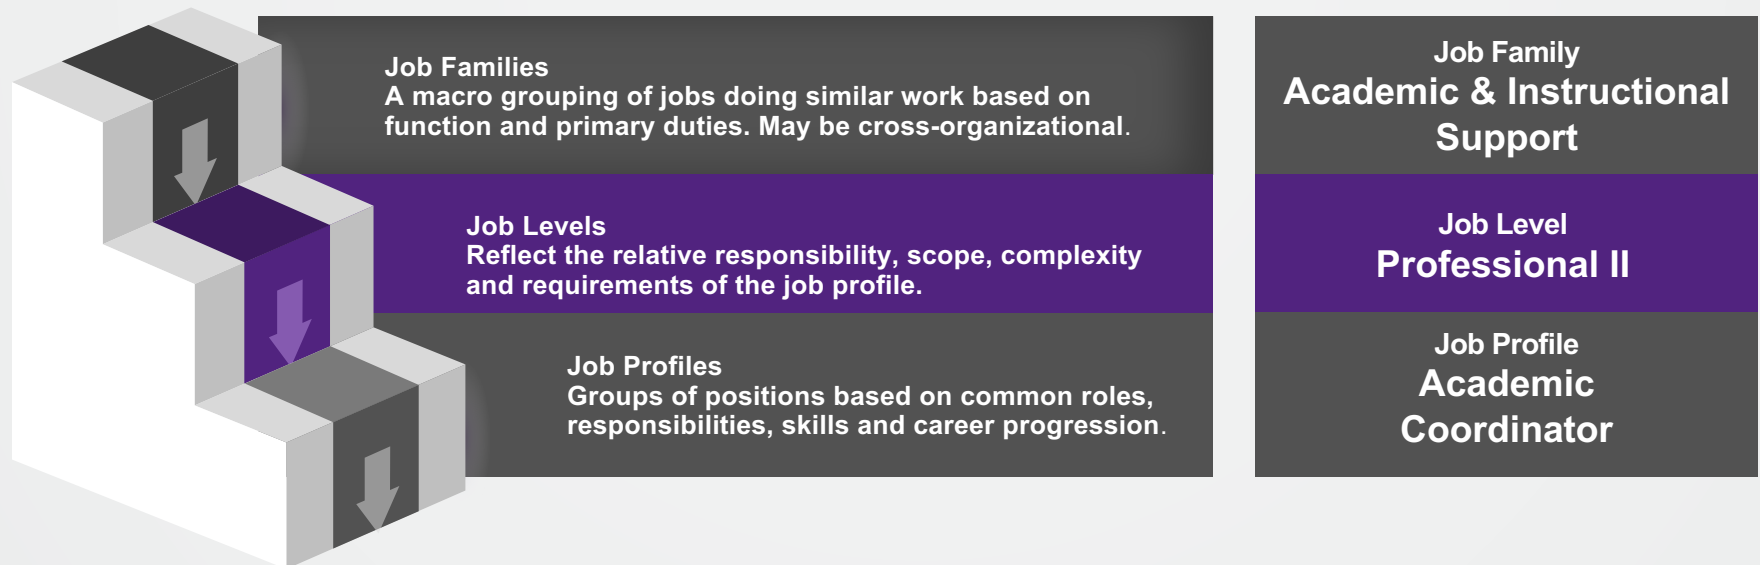 Job Families
A macro grouping of jobs doing similar work based on
function and primary duties. May be cross-organizational.
Job Family
Academic & Instructional
Support
Job Levels
Reflect the relative responsibility, scope, complexity
and requirements of the job profile.
Job Level
Professional II
Job Profiles
Groups of positions based on common roles,
responsibilities, skills and career progression.
Job Profile
Academic
Coordinator